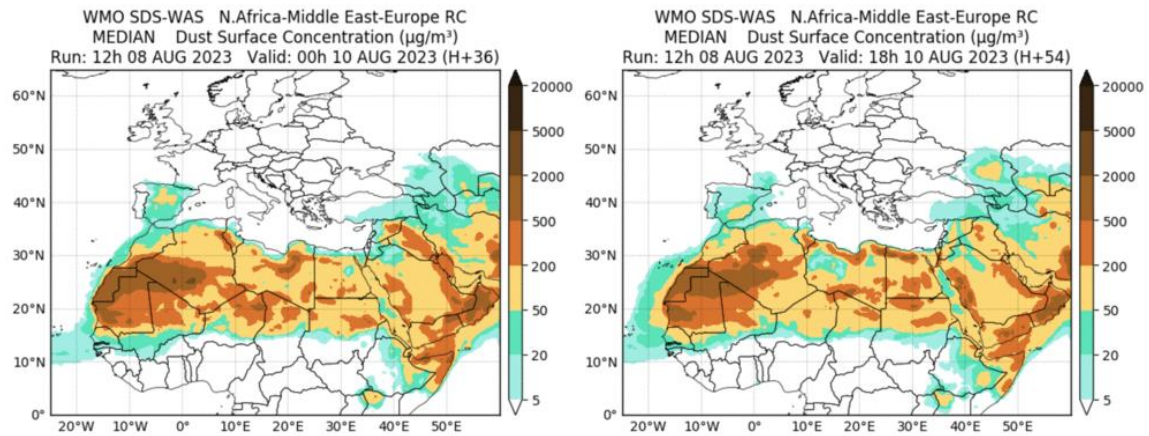 WMO SDS-WAS   N.Africa-Middle East-Europe RC
MEDIAN    Dust Surface Concentration (µg/m³)
Run: 12h 08 AUG 2023   Valid: 00h 10 AUG 2023 (H+36)
60°N
50°N
40°N
30°N
20°N
10°N
0°
20°W 10°W 0° 10°E 20°E 30°E 40°E 50°E
20000
5000
2000
500
200
50
20
5
WMO SDS-WAS   N.Africa-Middle East-Europe RC
MEDIAN    Dust Surface Concentration (µg/m³)
Run: 12h 08 AUG 2023   Valid: 18h 10 AUG 2023 (H+54)
60°N
50°N
40°N
30°N
20°N
10°N
0°
20°W 10°W 0° 10°E 20°E 30°E 40°E 50°E
20000
5000
2000
500
200
50
20
5